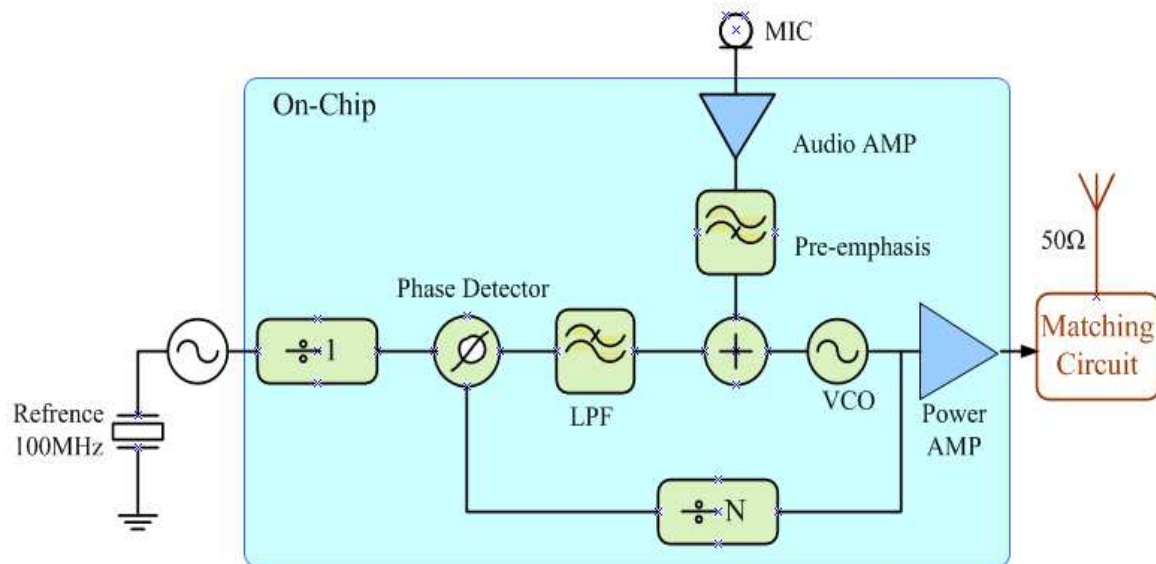 MIC
On-Chip
Audio AMP
50Ω
Pre-emphasis
Phase Detector
÷ 1
Matching
Circuit
LPF
VCO
Power
AMP
Refrence
100MHz
÷ N